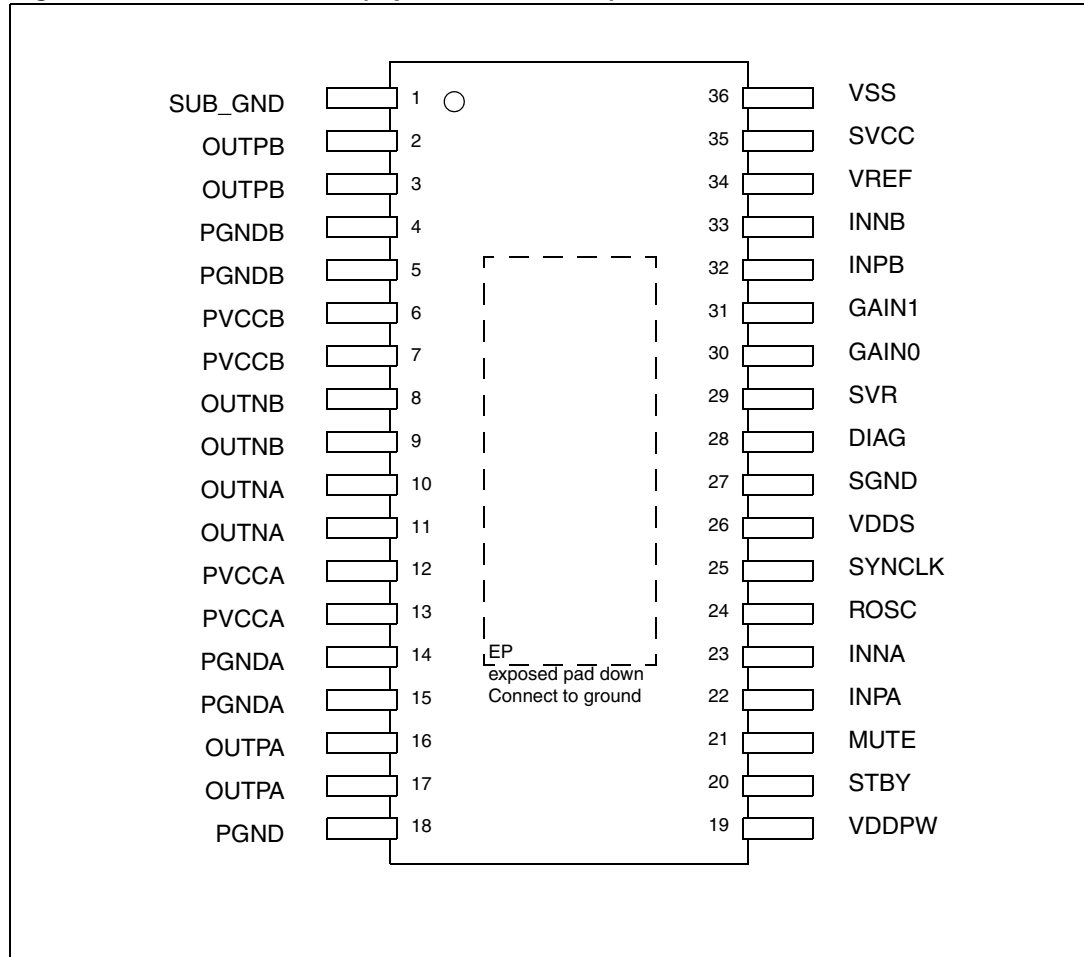 SUB_GND 1 36 VSS
OUTPB 2 35 SVCC
OUTPB 3 34 VREF
PGNDB 4 33 INNB
PGNDB 5 32 INPB
PVCCB 6 31 GAIN1
PVCCB 7 30 GAIN0
OUTNB 8 29 SVR
OUTNB 9 28 DIAG
OUTNA 10 27 SGND
OUTNA 11 26 VDDS
PVCCA 12 25 SYNCLK
PVCCA 13 24 ROSC
PGNDA 14 23 INNA
EP
exposed pad down
Connect to ground
PGNDA 15 22 INPA
OUTPA 16 21 MUTE
OUTPA 17 20 STBY
PGND 18 19 VDDPW